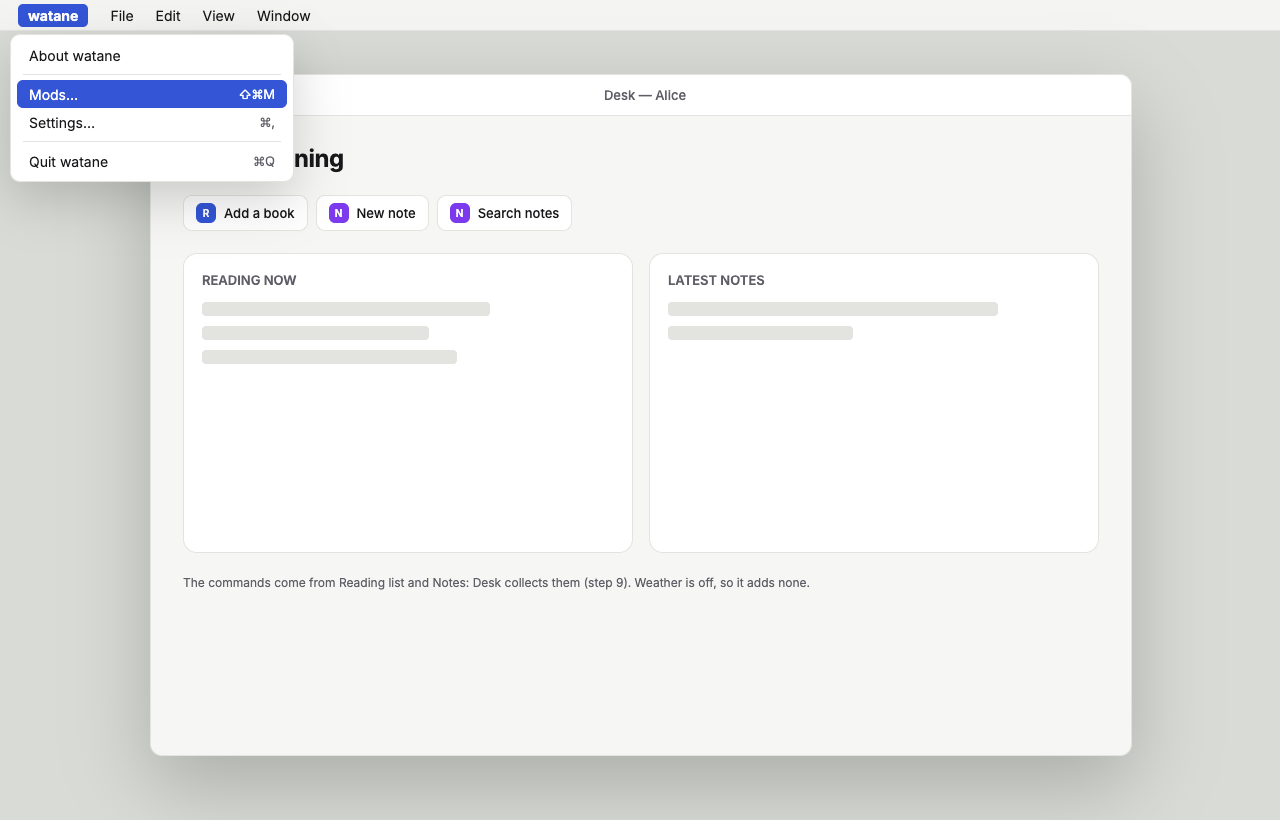 watane File Edit View Window
About watane
Mods... ⇧⌘M
Settings... ⌘,
Quit watane ⌘Q
Desk — Alice
R Add a book N New note N Search notes
READING NOW
LATEST NOTES
The commands come from Reading list and Notes: Desk collects them (step 9). Weather is off, so it adds none.